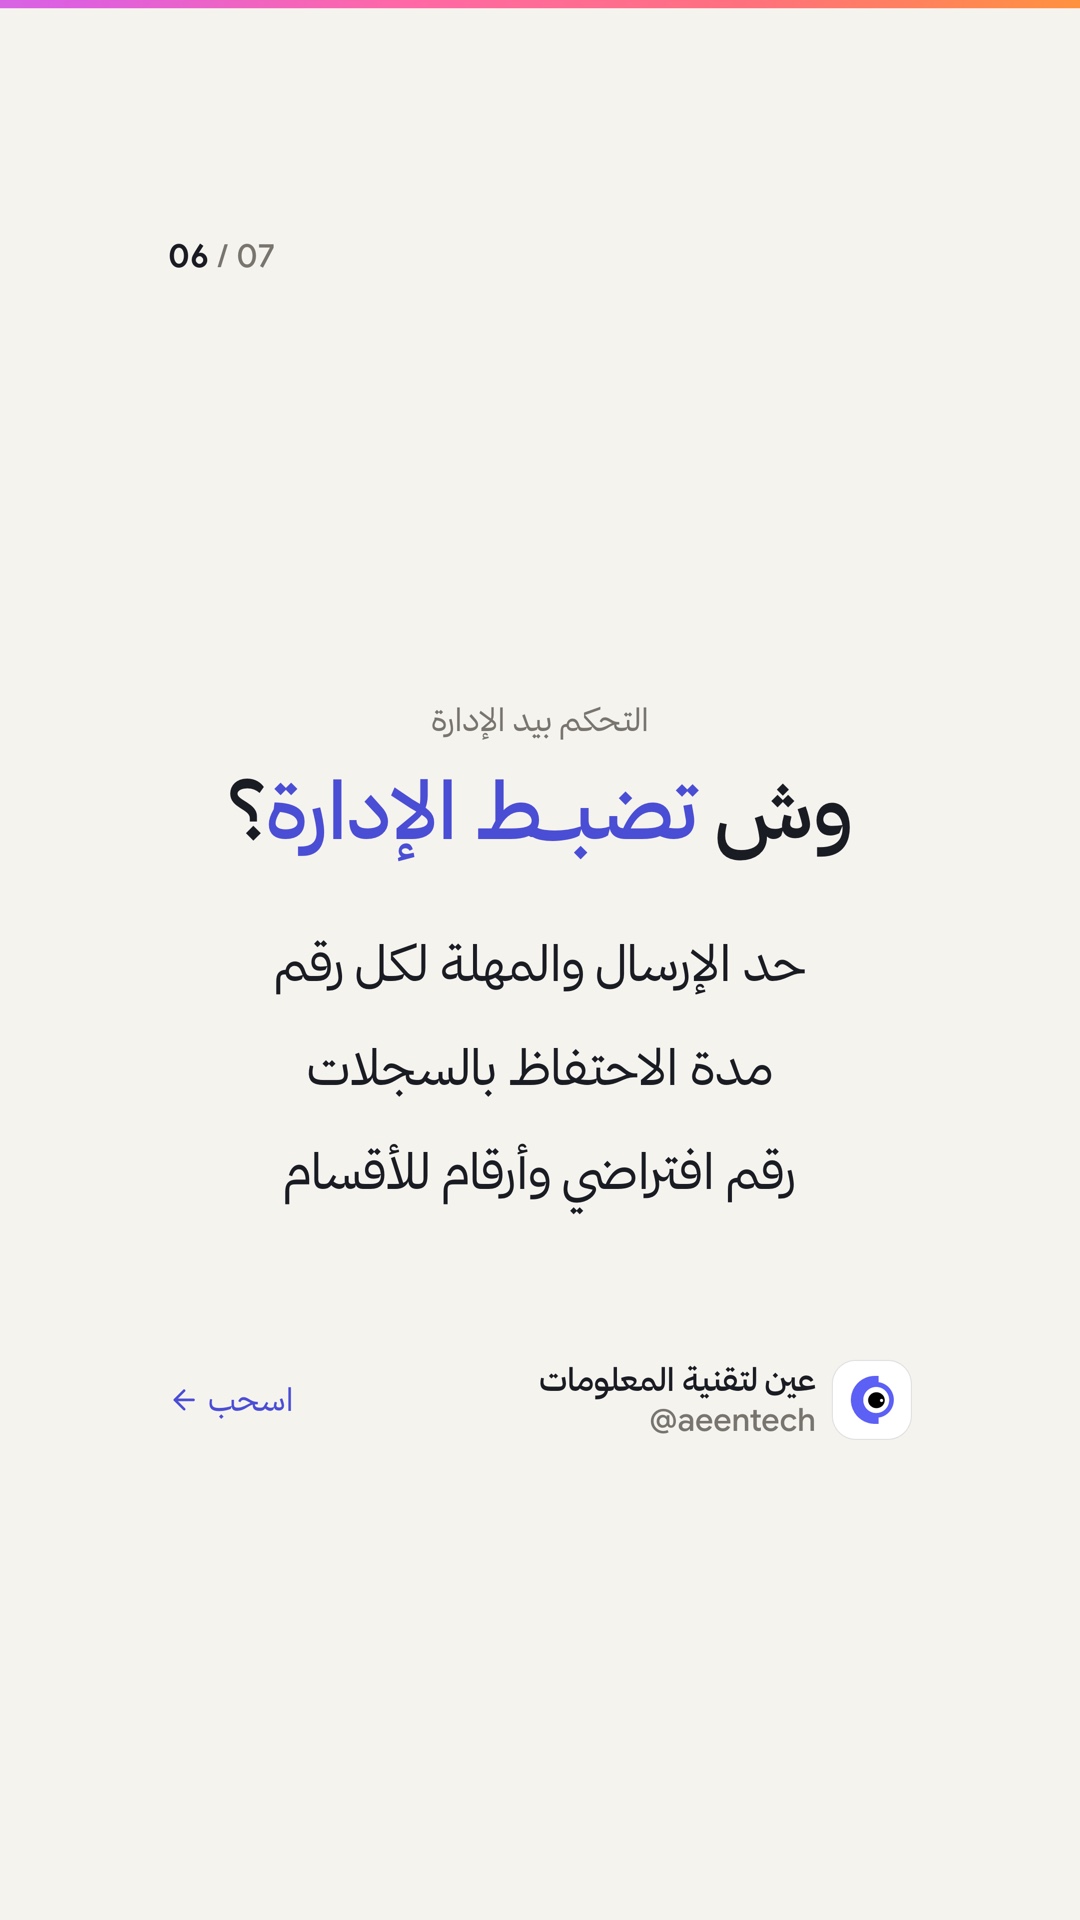 06 / 07
التحكم بيد الإدارة
وش تضبـط الإدارة؟
حد الإرسال والمهلة لكل رقم
مدة الاحتفاظ بالسجلات
رقم افتراضي وأرقام للأقسام
عين لتقنية المعلومات
@aeentech
اسحب ←